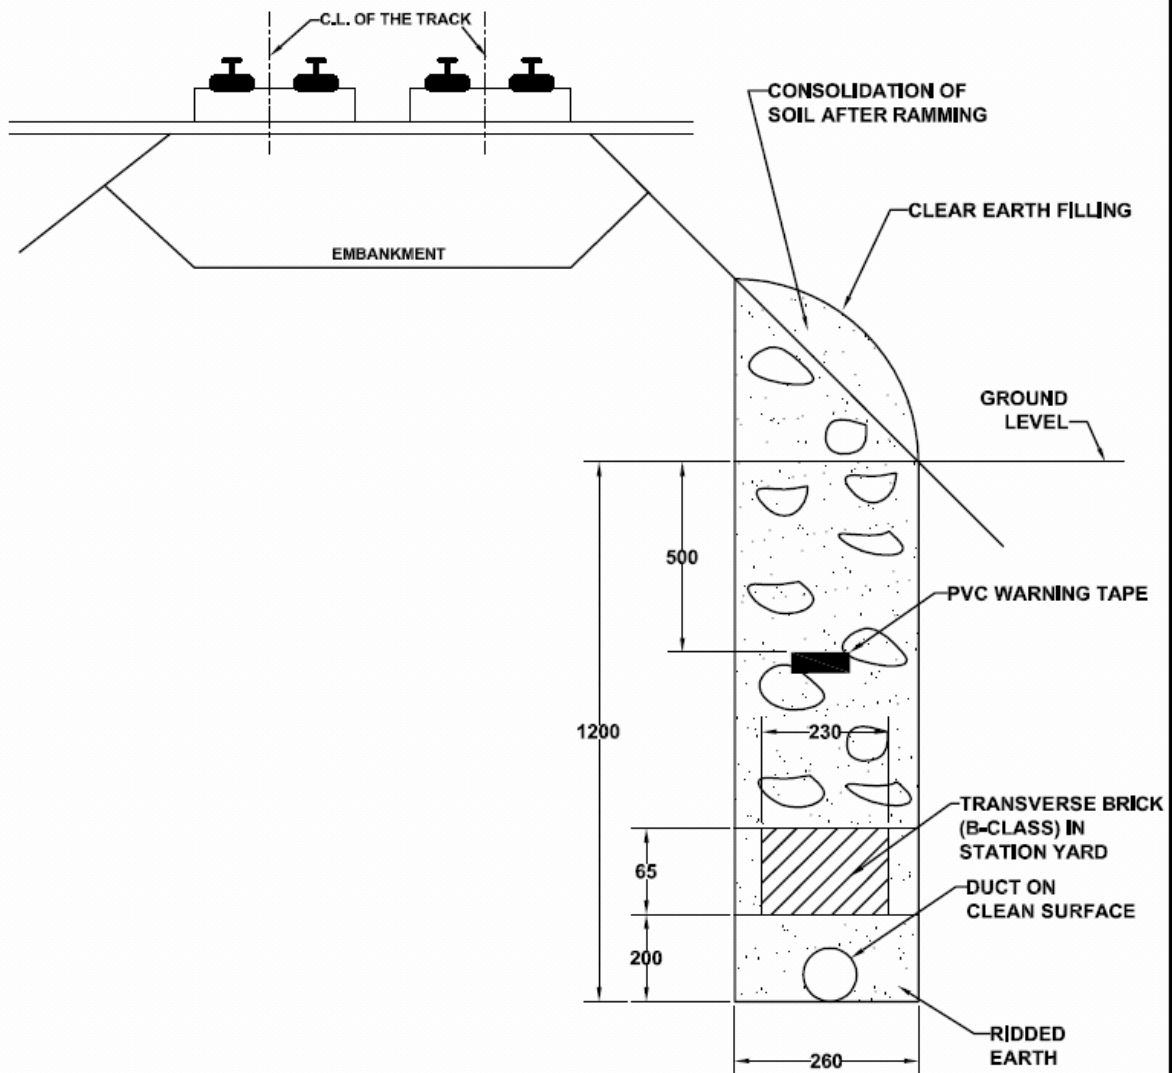 C.L. OF THE TRACK
CONSOLIDATION OF
SOIL AFTER RAMMING
CLEAR EARTH FILLING
EMBANKMENT
GROUND
LEVEL
500
PVC WARNING TAPE
1200
230
TRANSVERSE BRICK
(B-CLASS) IN
STATION YARD
65
DUCT ON
CLEAN SURFACE
200
RIDDED
EARTH
260